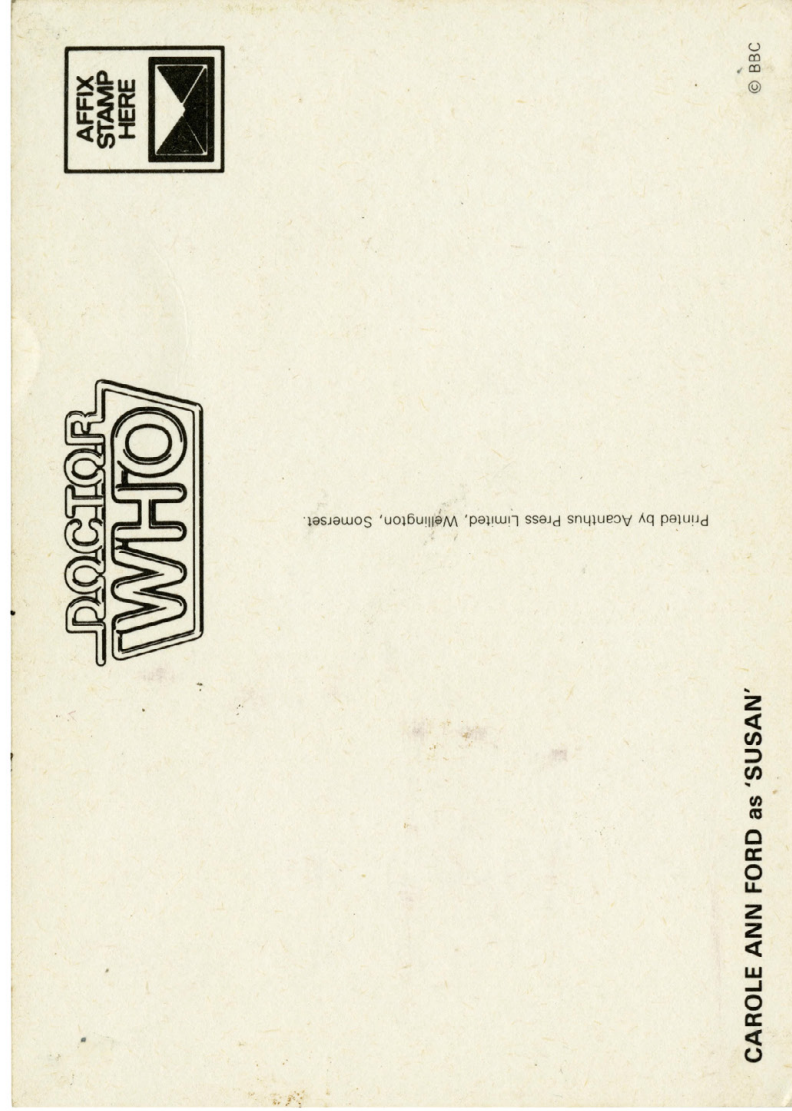 DOCTOR
WHO
AFFIX
STAMP
HERE
Printed by Acanthus Press Limited, Wellington, Somerset.
CAROLE ANN FORD as 'SUSAN'
© BBC